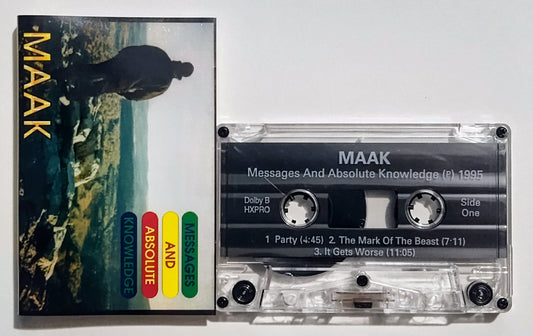 MAAK
MESSAGES
AND
ABSOLUTE
KNOWLEDGE
MAAK
Messages And Absolute Knowledge (P) 1995
Dolby B
HXPRO
Side
One
1 Party (4:45) 2. The Mark Of The Beast (7:11)
3. It Gets Worse (11:05)